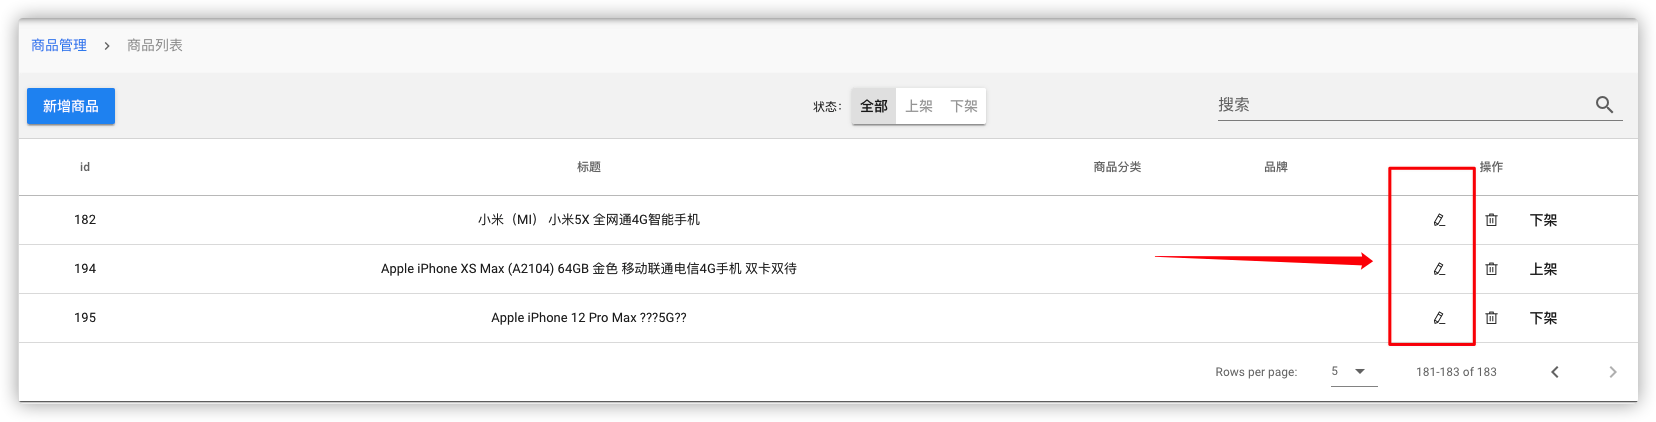 商品管理 > 商品列表
新增商品 状态： 全部 上架 下架 搜索
id 标题 商品分类 品牌 操作
182 小米（MI） 小米5X 全网通4G智能手机 下架
194 Apple iPhone XS Max (A2104) 64GB 金色 移动联通电信4G手机 双卡双待 上架
195 Apple iPhone 12 Pro Max ???5G?? 下架
Rows per page: 5 181-183 of 183